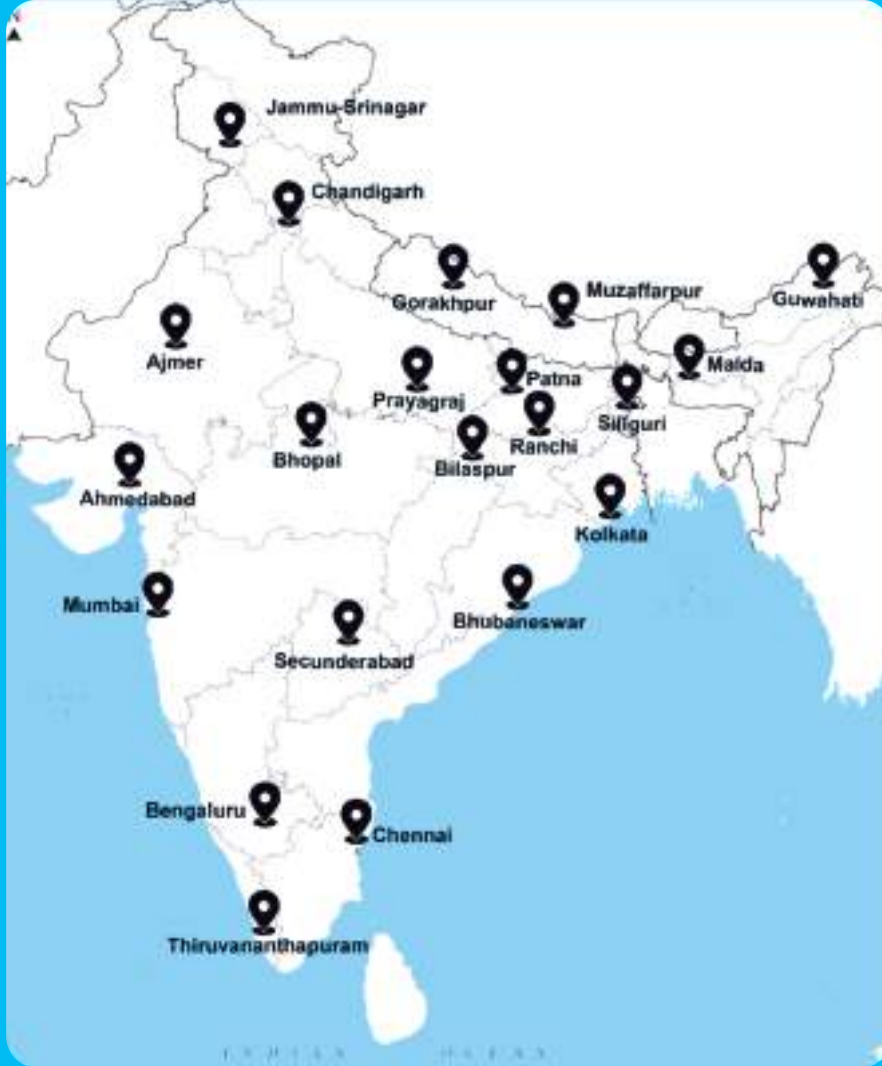 N
Jammu-Srinagar
Chandigarh
Gorakhpur
Muzaffarpur
Guwahati
Ajmer
Malda
Patna
Prayagraj
Siliguri
Ranchi
Bhopal
Bilaspur
Ahmedabad
Kolkata
Mumbai
Bhubaneswar
Secunderabad
Bengaluru
Chennai
Thiruvananthapuram